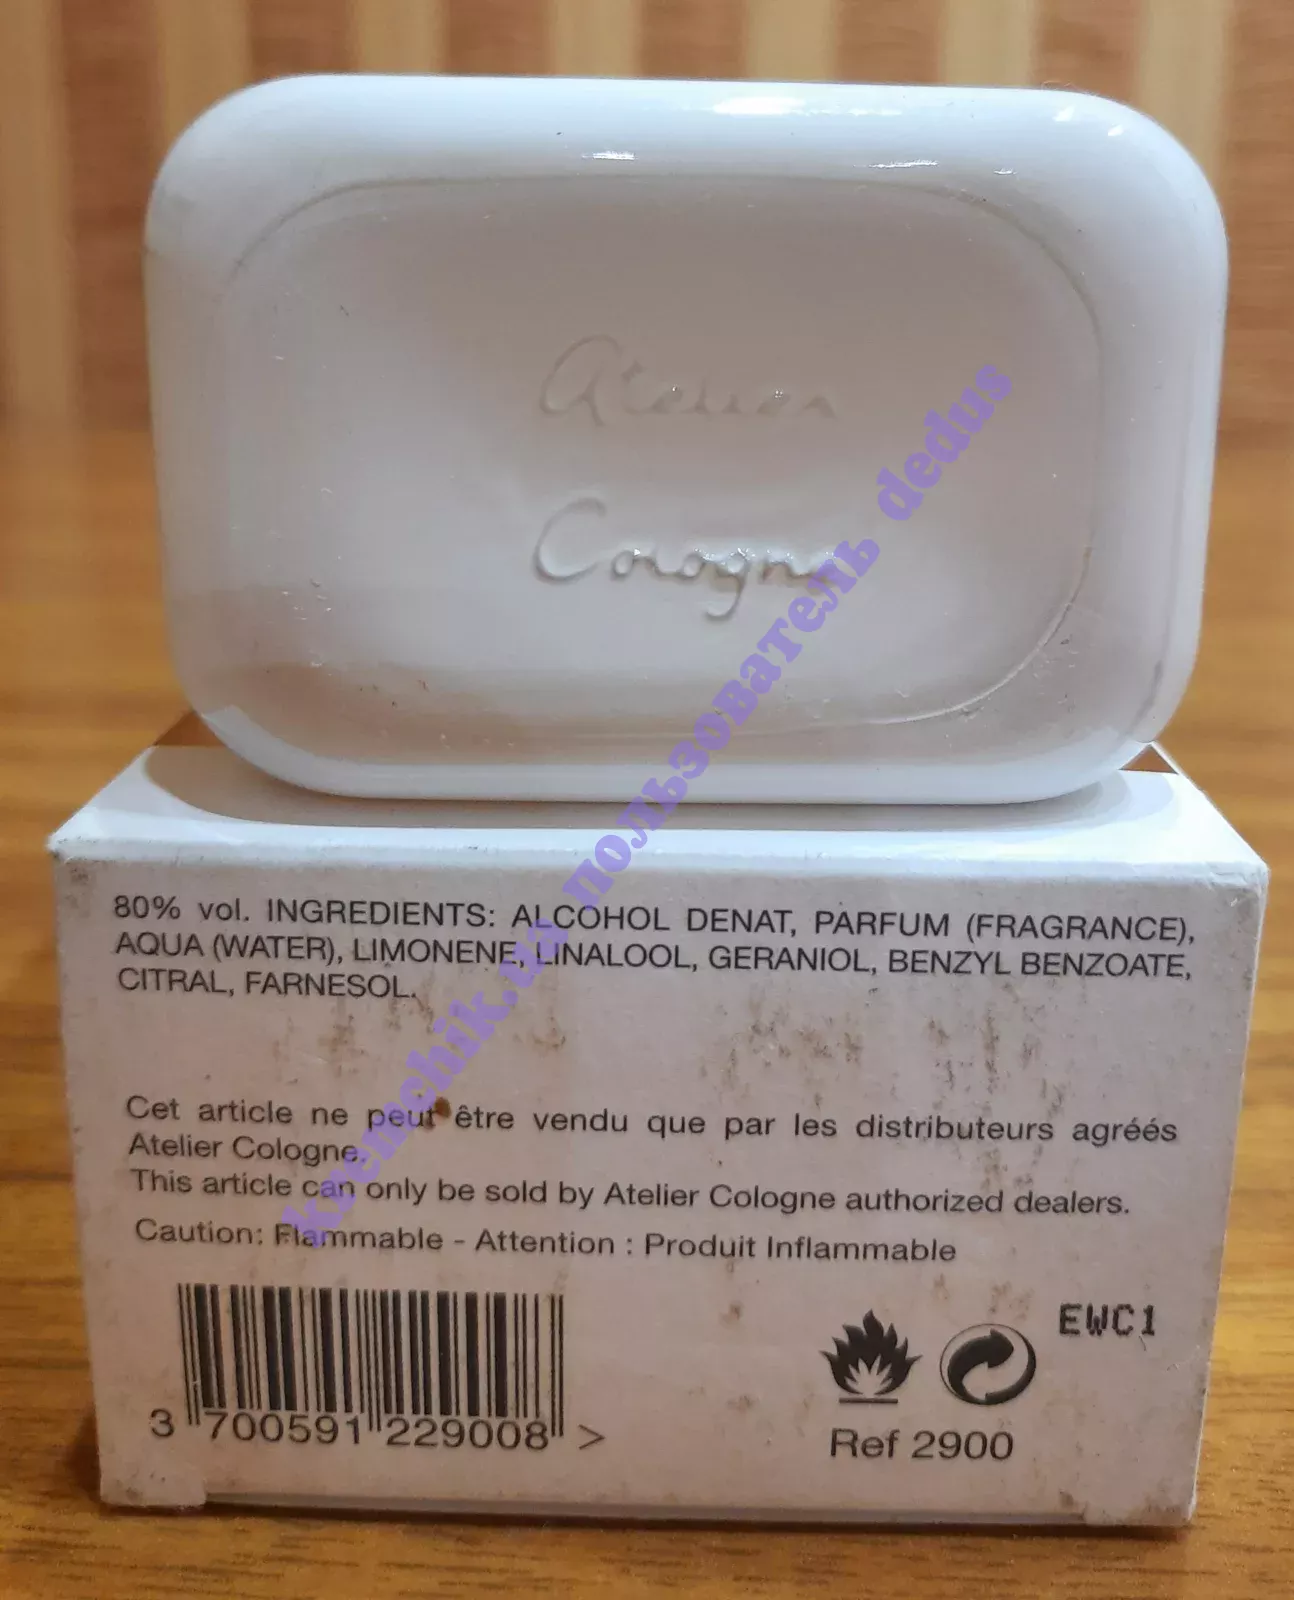 Atelier
Cologne
80% vol. INGREDIENTS: ALCOHOL DENAT, PARFUM (FRAGRANCE),
AQUA (WATER), LIMONENE, LINALOOL, GERANIOL, BENZYL BENZOATE,
CITRAL, FARNESOL.
Cet article ne peut être vendu que par les distributeurs agréés
Atelier Cologne.
This article can only be sold by Atelier Cologne authorized dealers.
Caution: Flammable - Attention : Produit Inflammable
EWC1
3 700591 229008 >
Ref 2900
krenchik.ua пользователь dedus